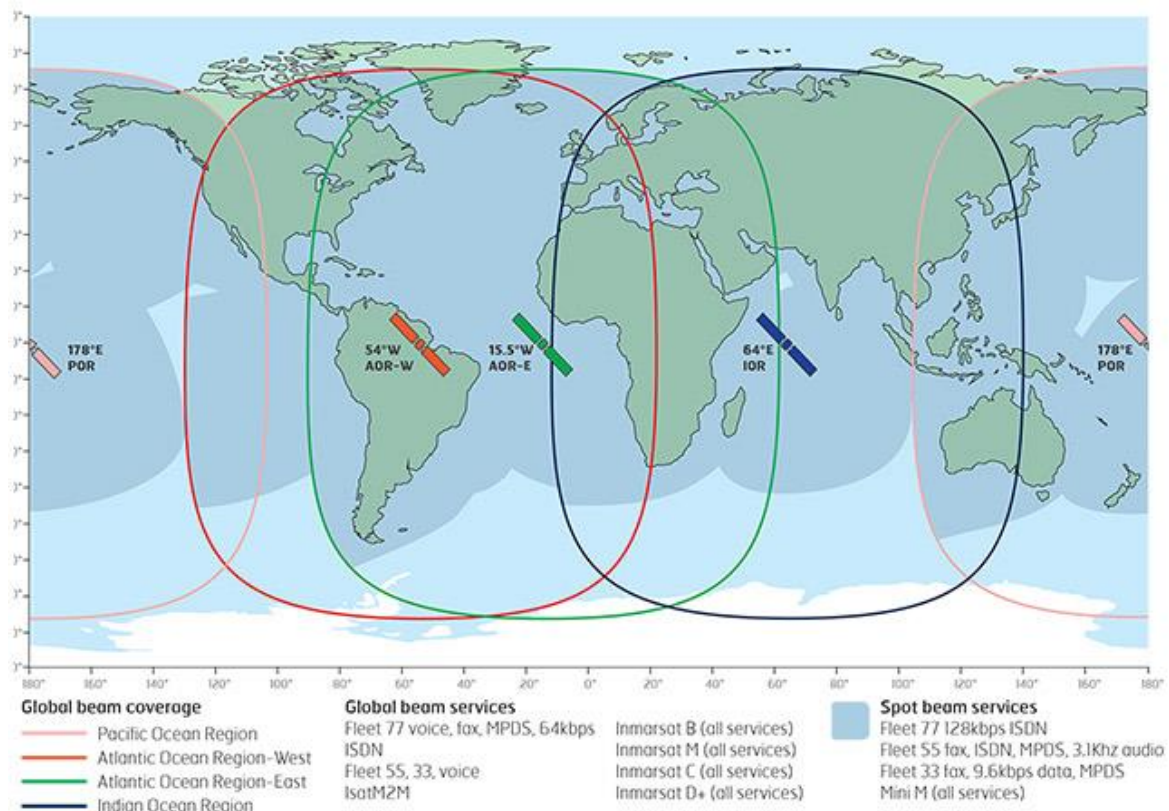 178°E
POR
54°W
AOR-W
15.5°W
AOR-E
64°E
IOR
178°E
POR
180° 160° 140° 120° 100° 80° 60° 40° 20° 0° 20° 40° 60° 80° 100° 120° 140° 160° 180°
Global beam coverage
Pacific Ocean Region
Atlantic Ocean Region-West
Atlantic Ocean Region-East
Indian Ocean Region
Global beam services
Fleet 77 voice, fax, MPDS, 64kbps
ISDN
Fleet 55, 33, voice
IsatM2M
Inmarsat B (all services)
Inmarsat M (all services)
Inmarsat C (all services)
Inmarsat D+ (all services)
Spot beam services
Fleet 77 128kbps ISDN
Fleet 55 fax, ISDN, MPDS, 3.1Khz audio
Fleet 33 fax, 9.6kbps data, MPDS
Mini M (all services)